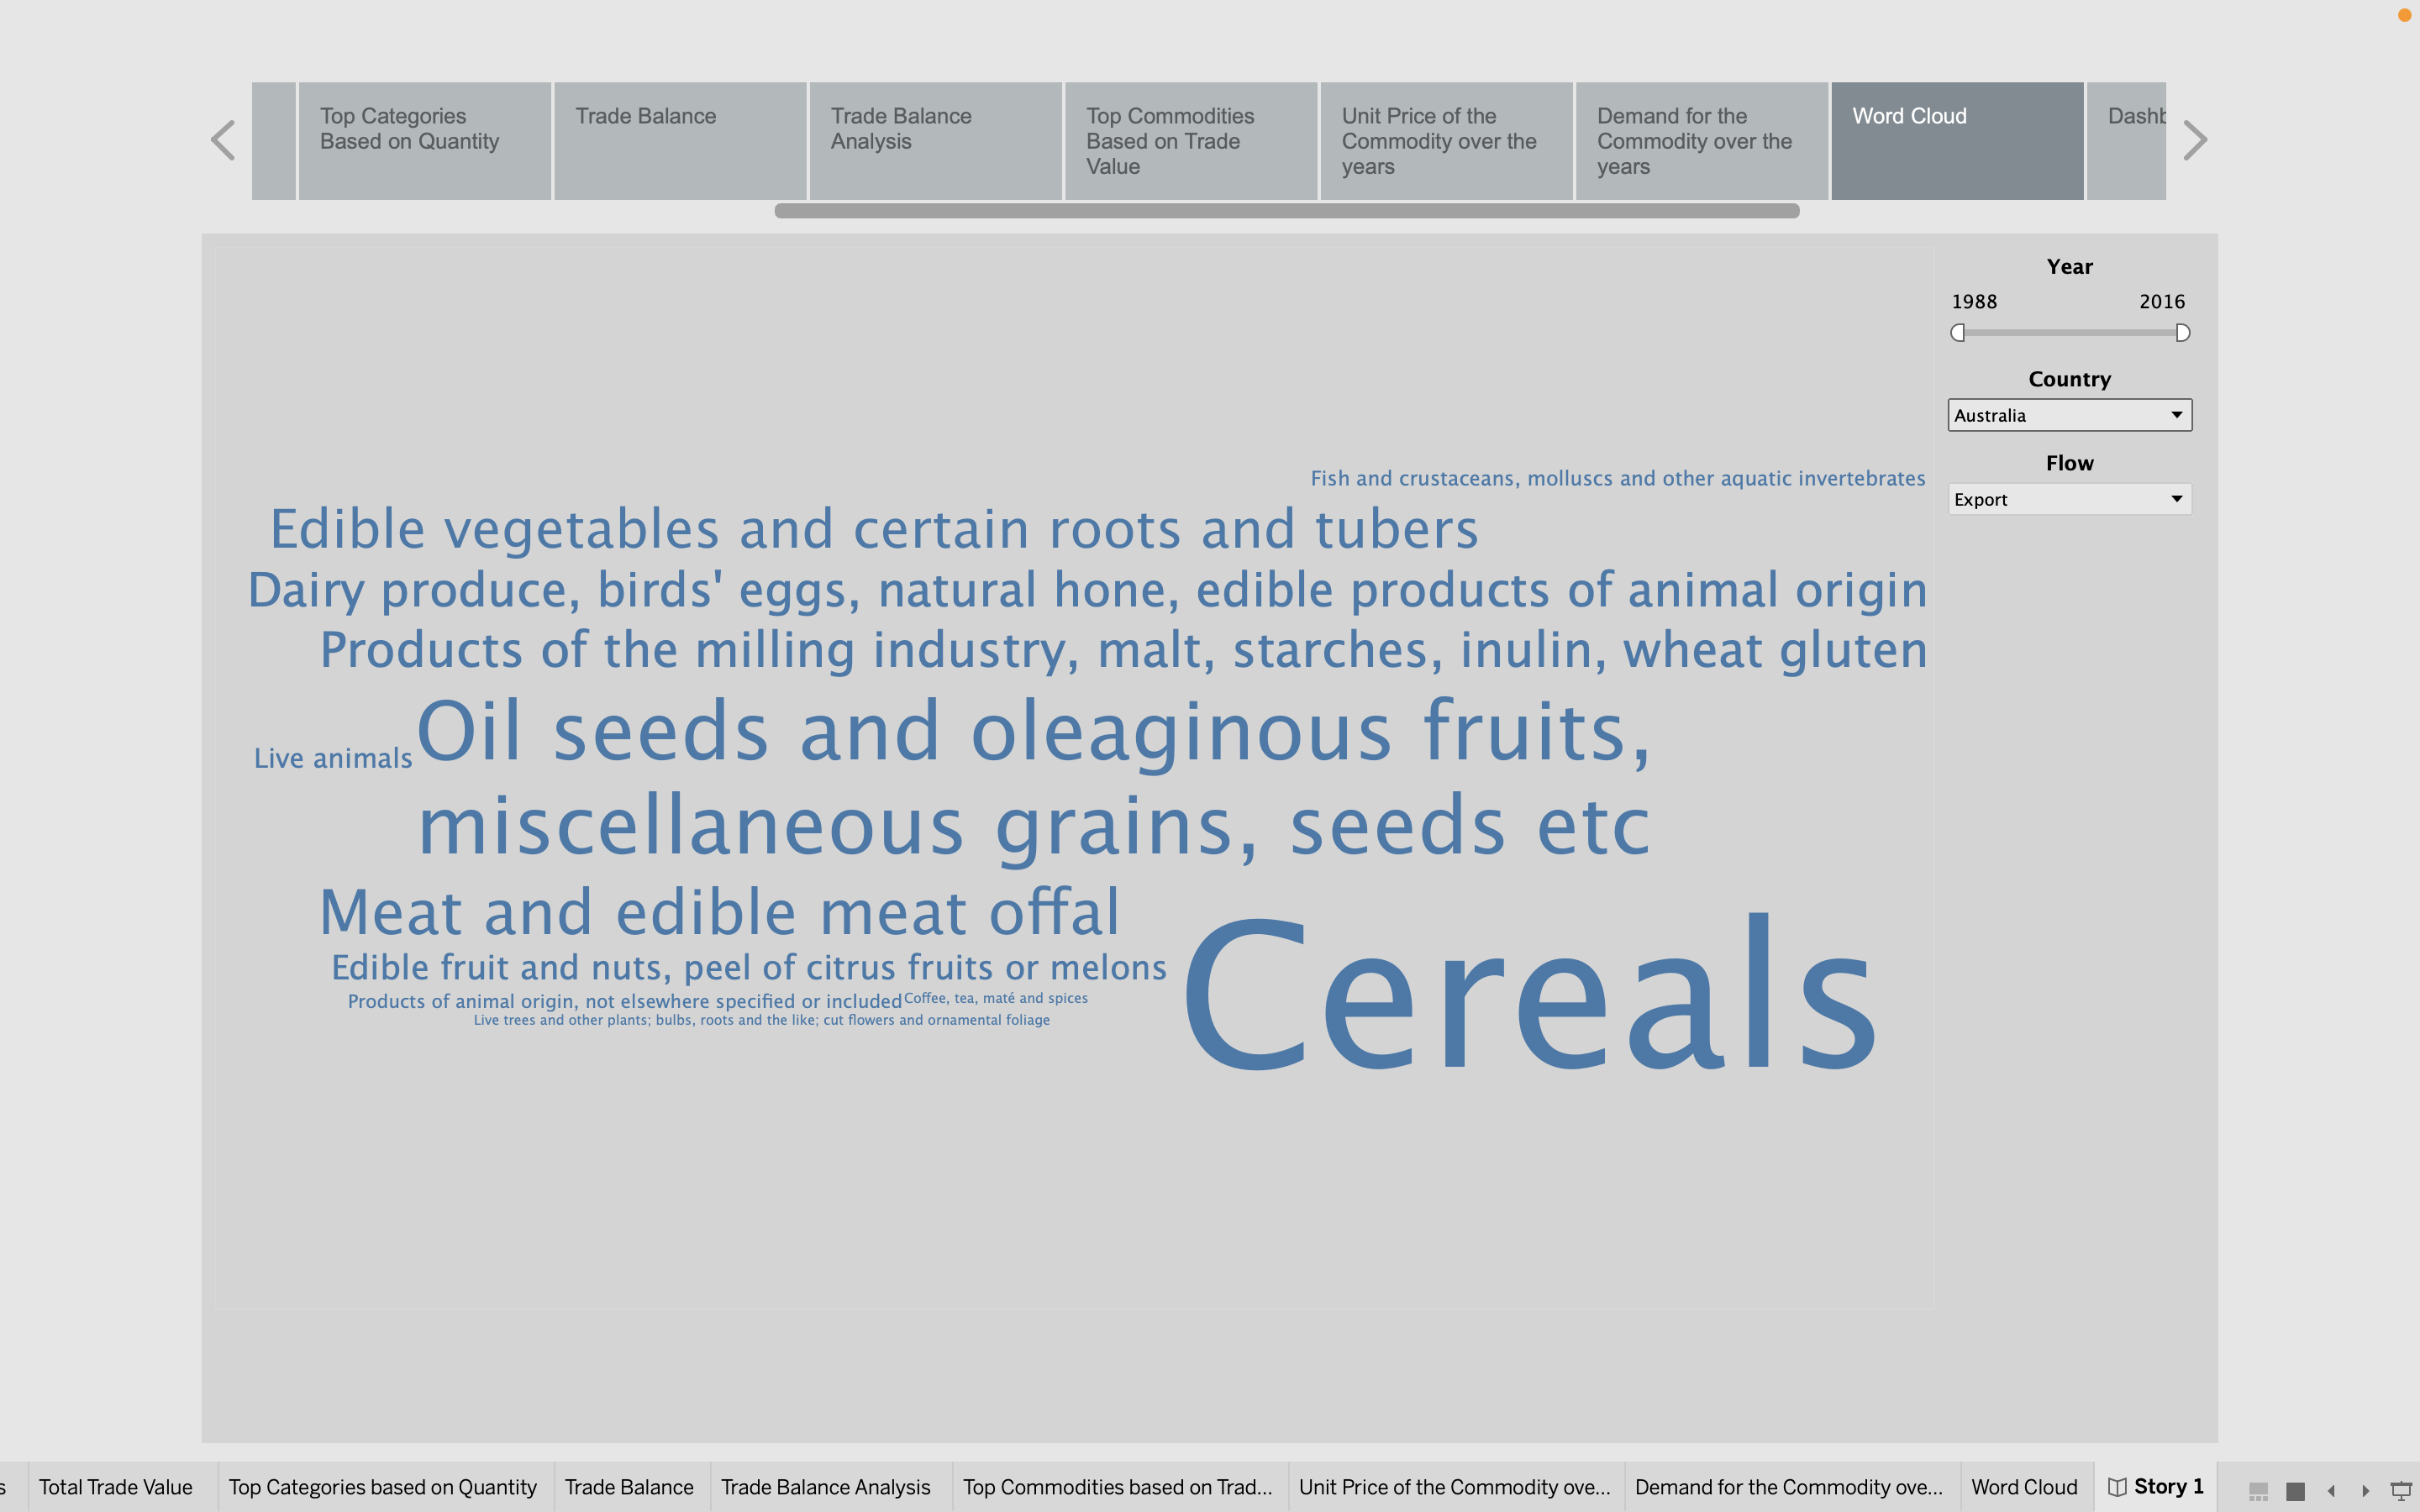 Top Categories
Based on Quantity
Trade Balance
Trade Balance
Analysis
Top Commodities
Based on Trade
Value
Unit Price of the
Commodity over the
years
Demand for the
Commodity over the
years
Word Cloud
Dashb
Year
1988 2016
Country
Australia
Flow
Export
Fish and crustaceans, molluscs and other aquatic invertebrates
Edible vegetables and certain roots and tubers
Dairy produce, birds' eggs, natural hone, edible products of animal origin
Products of the milling industry, malt, starches, inulin, wheat gluten
Live animals
Oil seeds and oleaginous fruits,
miscellaneous grains, seeds etc
Meat and edible meat offal
Cereals
Edible fruit and nuts, peel of citrus fruits or melons
Products of animal origin, not elsewhere specified or included
Coffee, tea, maté and spices
Live trees and other plants; bulbs, roots and the like; cut flowers and ornamental foliage
s Total Trade Value Top Categories based on Quantity Trade Balance Trade Balance Analysis Top Commodities based on Trad... Unit Price of the Commodity ove... Demand for the Commodity ove... Word Cloud Story 1